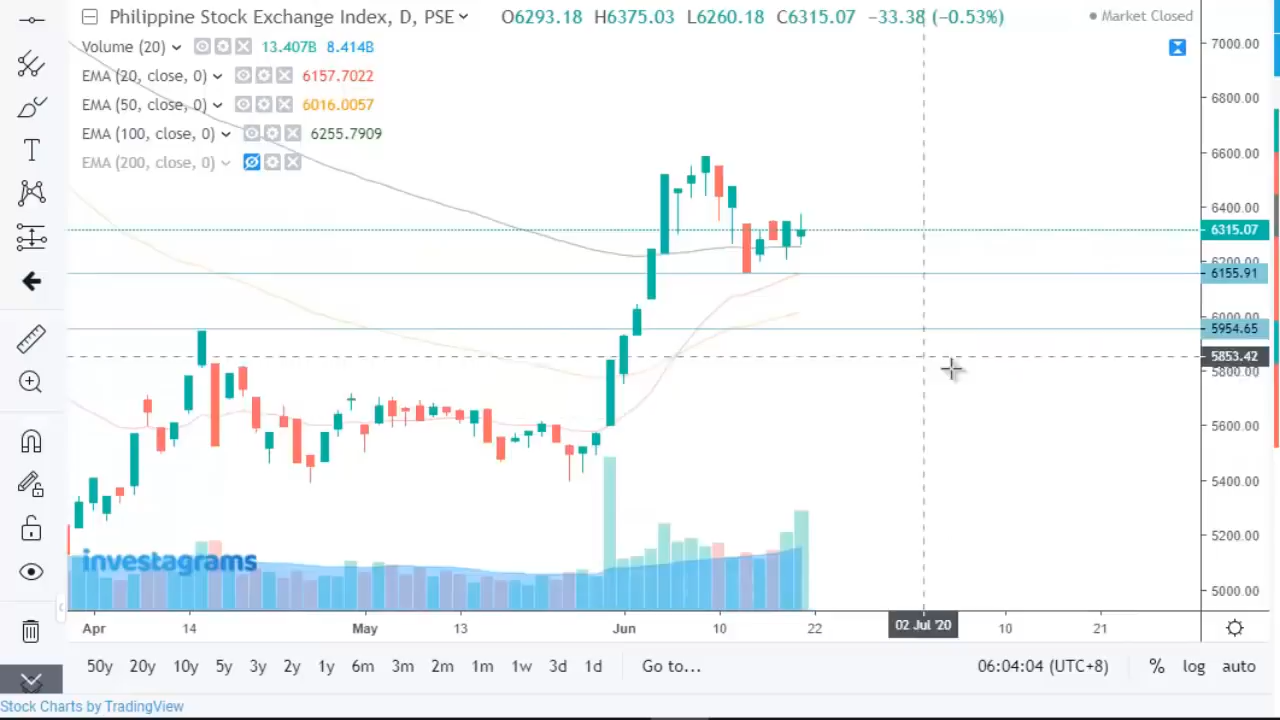 Philippine Stock Exchange Index, D, PSE O6293.18 H6375.03 L6260.18 C6315.07 −33.38 (−0.53%) Market Closed
Volume (20) 13.407B 8.414B
EMA (20, close, 0) 6157.7022
EMA (50, close, 0) 6016.0057
EMA (100, close, 0) 6255.7909
EMA (200, close, 0)
7000.00
6800.00
6600.00
6400.00
6315.07
6200.00
6155.91
6000.00
5954.65
5853.42
5800.00
5600.00
5400.00
5200.00
5000.00
investagrams
Apr 14 May 13 Jun 10 22 02 Jul '20 10 21
50y 20y 10y 5y 3y 2y 1y 6m 3m 2m 1m 1w 3d 1d Go to... 06:04:04 (UTC+8) % log auto
Stock Charts by TradingView